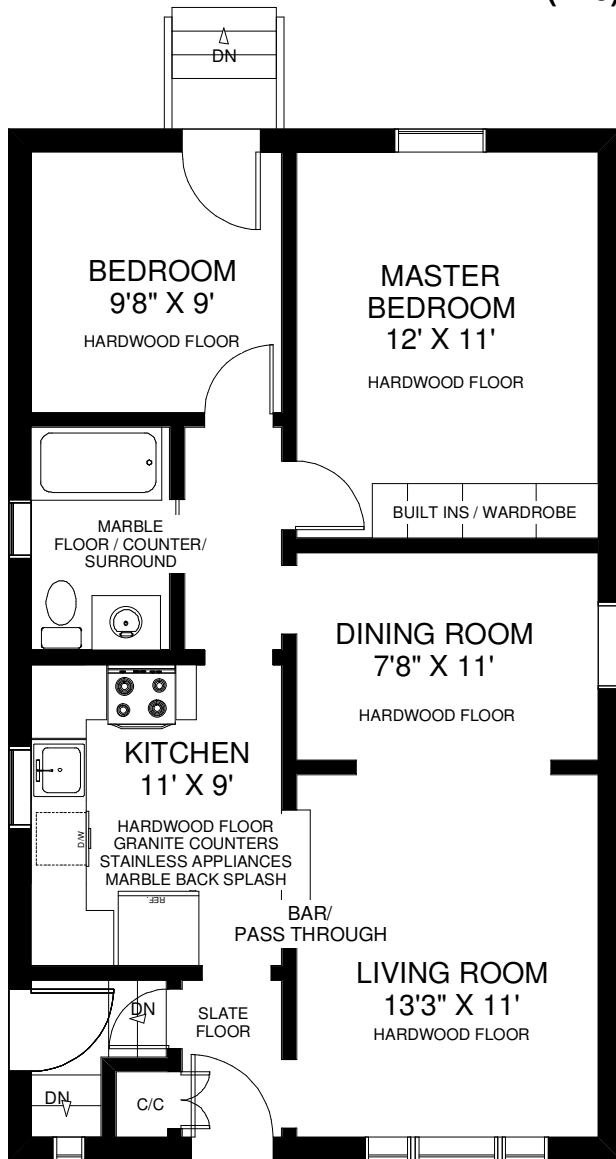 DN
BEDROOM
9'8" X 9'
HARDWOOD FLOOR
MASTER
BEDROOM
12' X 11'
HARDWOOD FLOOR
BUILT INS / WARDROBE
MARBLE
FLOOR / COUNTER/
SURROUND
DINING ROOM
7'8" X 11'
HARDWOOD FLOOR
KITCHEN
11' X 9'
HARDWOOD FLOOR
GRANITE COUNTERS
STAINLESS APPLIANCES
MARBLE BACK SPLASH
D/W
REF.
BAR/
PASS THROUGH
LIVING ROOM
13'3" X 11'
HARDWOOD FLOOR
DN
SLATE
FLOOR
DN
C/C